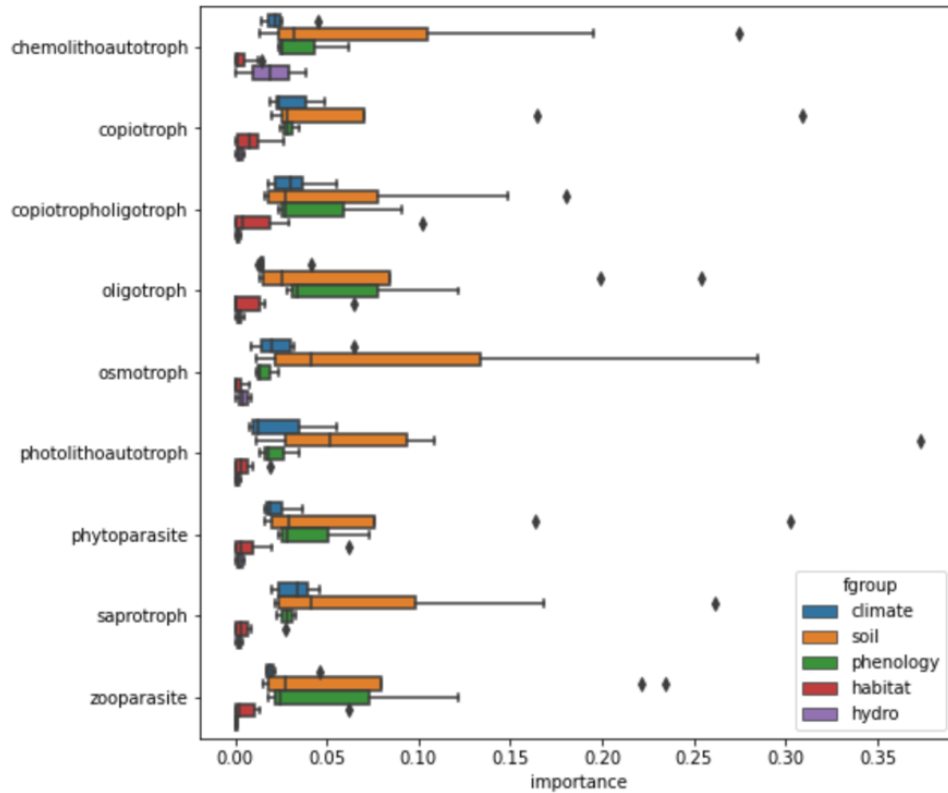 chemolithoautotroph
copiotroph
copiotropholigotroph
oligotroph
osmotroph
photolithoautotroph
phytoparasite
saprotroph
zooparasite
fgroup
climate
soil
phenology
habitat
hydro
0.00 0.05 0.10 0.15 0.20 0.25 0.30 0.35
importance